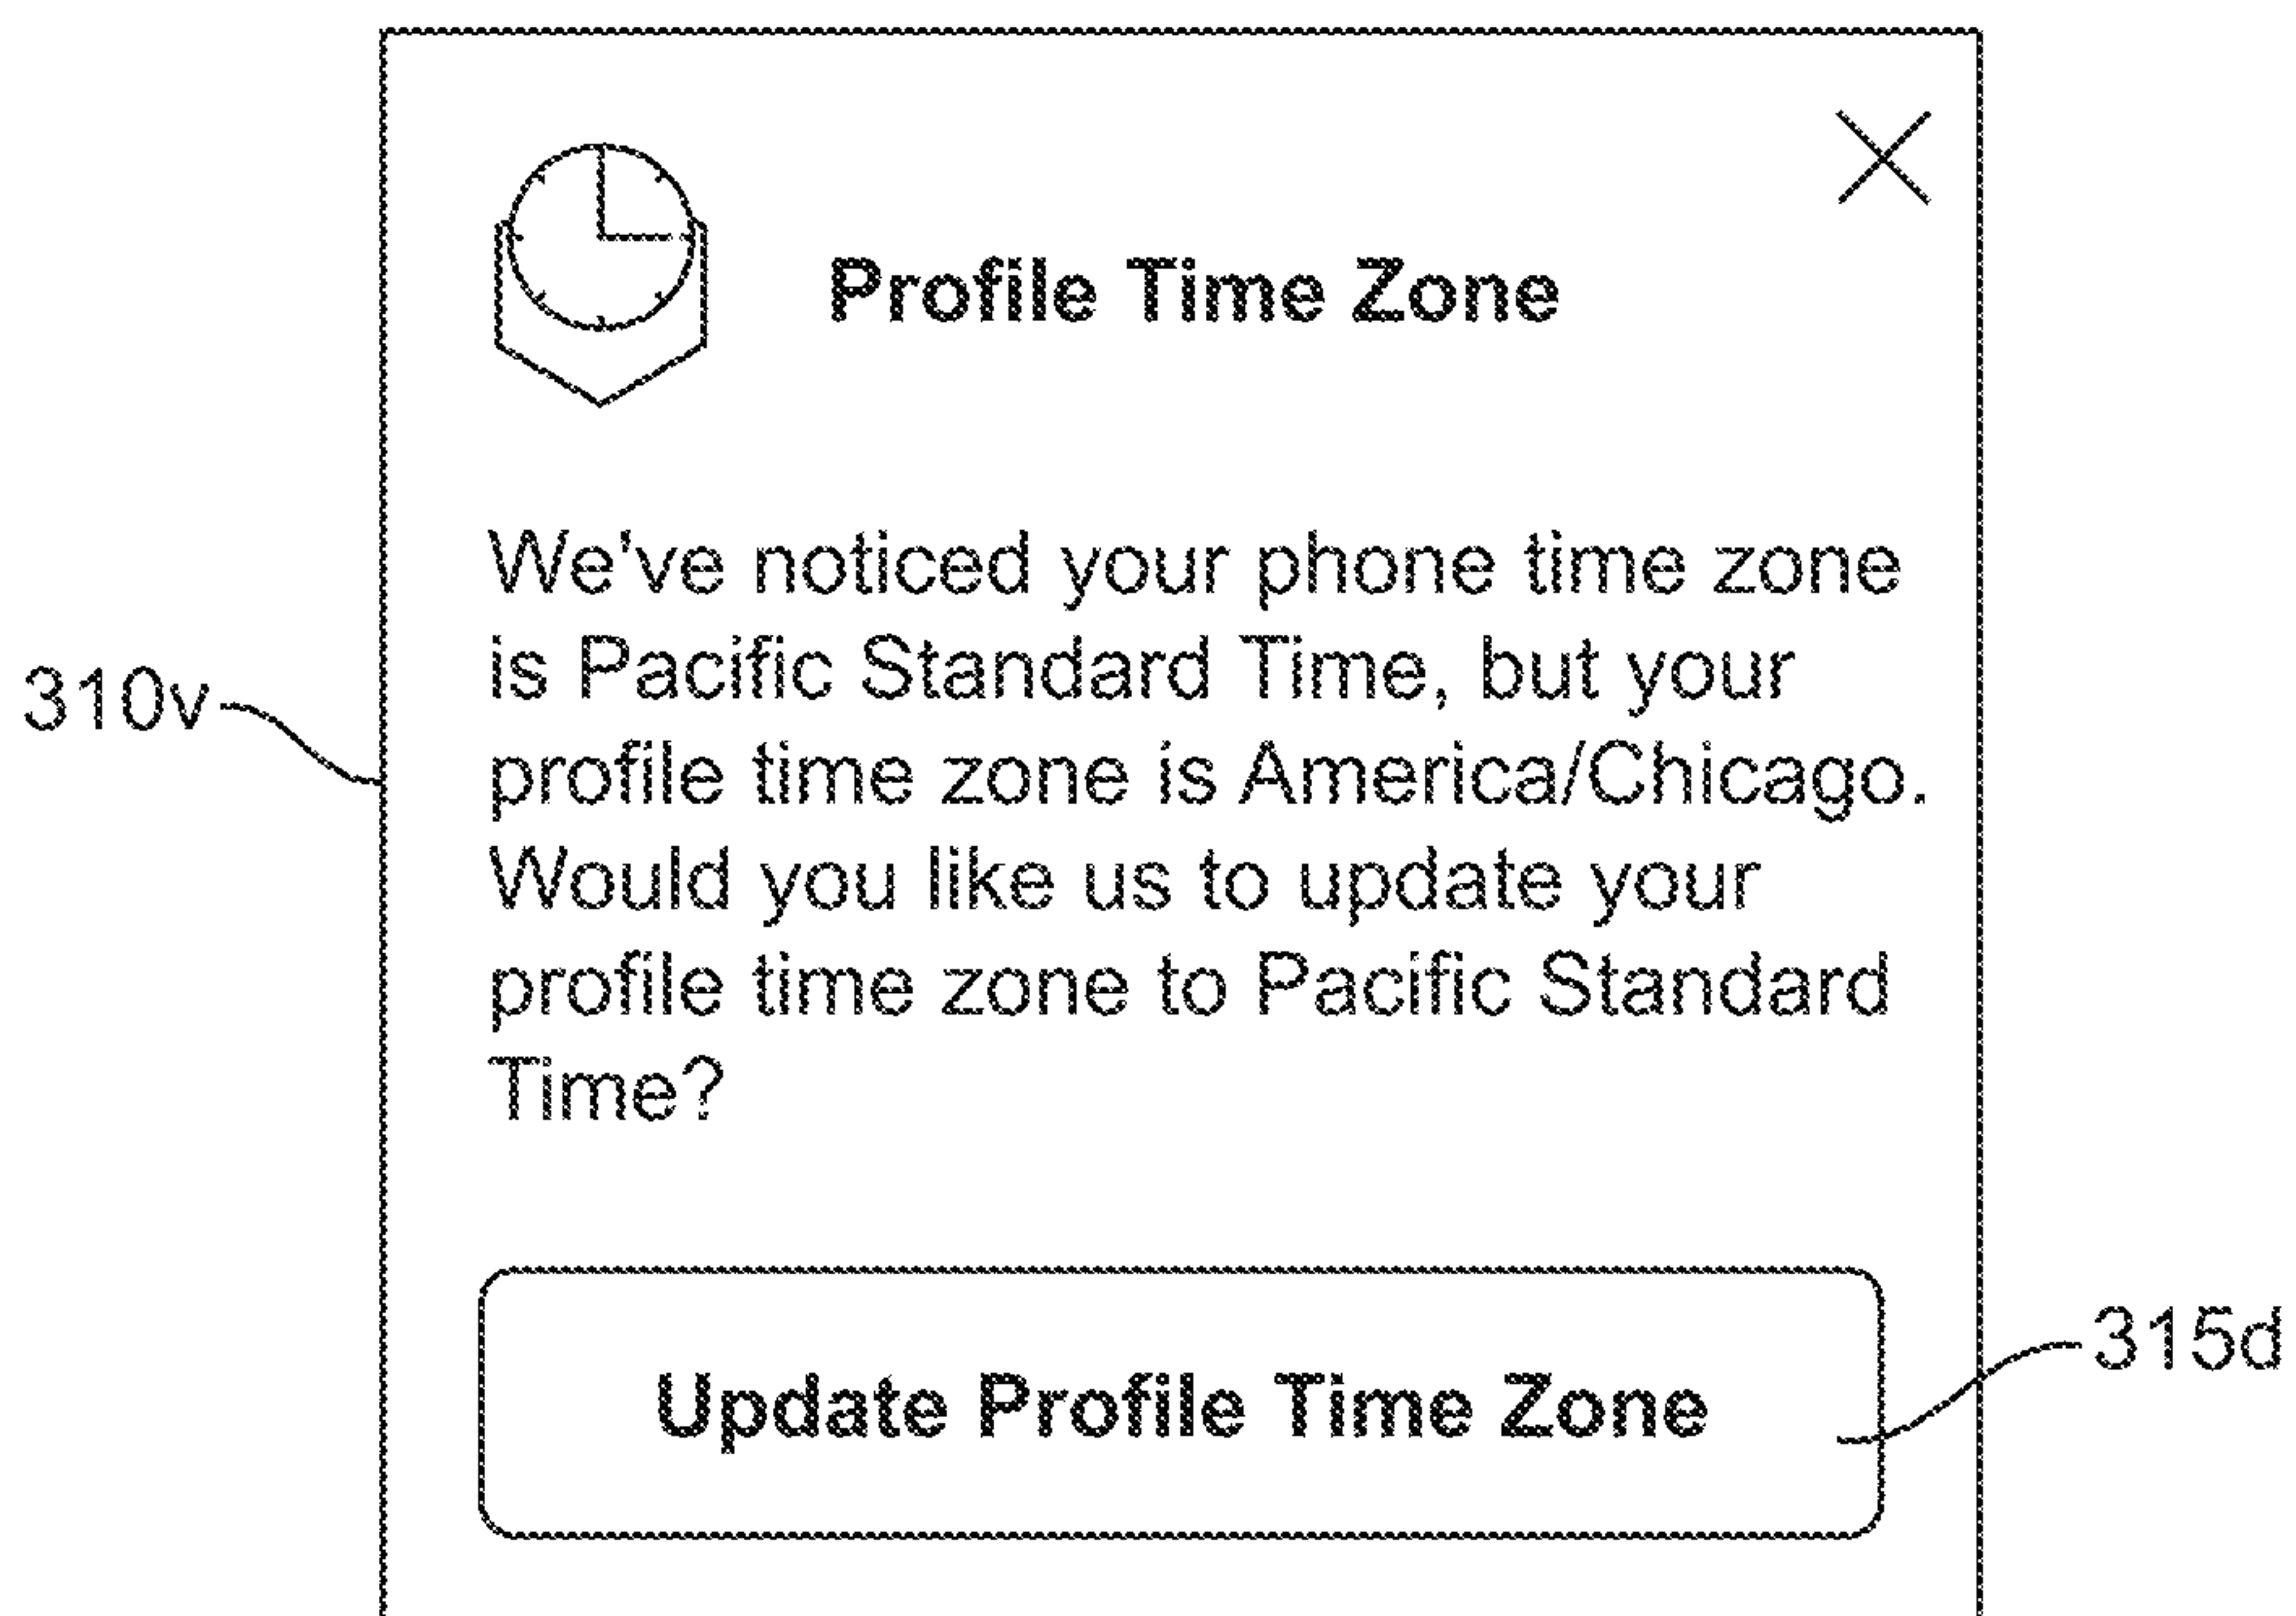 Profile Time Zone
We've noticed your phone time zone
is Pacific Standard Time, but your
profile time zone is America/Chicago.
Would you like us to update your
profile time zone to Pacific Standard
Time?
310v
Update Profile Time Zone
315d